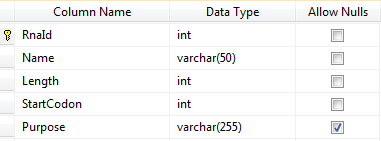 Column Name Data Type Allow Nulls
RnaId int
Name varchar(50)
Length int
StartCodon int
Purpose varchar(255)